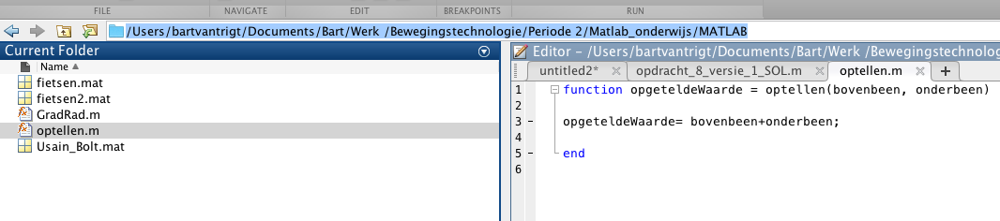 FILE NAVIGATE EDIT BREAKPOINTS RUN
/Users/bartvantrigt/Documents/Bart/Werk /Bewegingstechnologie/Periode 2/Matlab_onderwijs/MATLAB
Current Folder
Name
fietsen.mat
fietsen2.mat
GradRad.m
optellen.m
Usain_Bolt.mat
Editor – /Users/bartvantrigt/Documents/Bart/Werk /Bewegingstechnolo
untitled2* opdracht_8_versie_1_SOL.m optellen.m
1 function opgeteldeWaarde = optellen(bovenbeen, onderbeen)
2
3 – opgeteldeWaarde= bovenbeen+onderbeen;
4
5 – end
6